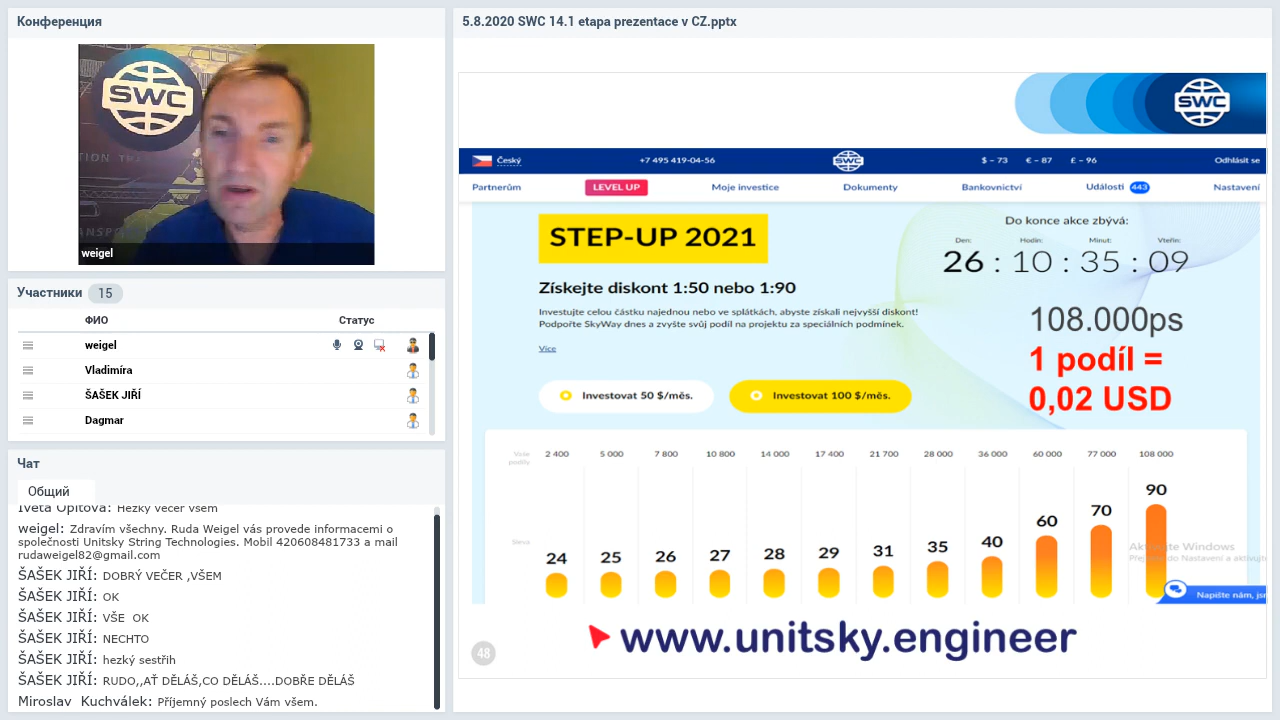 Конференция
SWC
weigel
Участники 15
ФИО Статус
weigel
Vladimíra
ŠAŠEK JIŘÍ
Dagmar
Чат
Общий
Iveta Opitova: Hezký večer všem
weigel: Zdravím všechny. Ruda Weigel vás provede informacemi o
společnosti Unitsky String Technologies. Mobil 420608481733 a mail
rudaweigel82@gmail.com
ŠAŠEK JIŘÍ: DOBRÝ VEČER ,VŠEM
ŠAŠEK JIŘÍ: OK
ŠAŠEK JIŘÍ: VŠE OK
ŠAŠEK JIŘÍ: NECHTO
ŠAŠEK JIŘÍ: hezký sestřih
ŠAŠEK JIŘÍ: RUDO,,AŤ DĚLÁŠ,CO DĚLÁŠ....DOBŘE DĚLÁŠ
Miroslav Kuchválek: Příjemný poslech Vám všem.
5.8.2020 SWC 14.1 etapa prezentace v CZ.pptx
SWC
Český +7 495 419-04-56 SWC $ – 73 € – 87 £ – 96 Odhlásit se
Partnerům LEVEL UP Moje investice Dokumenty Bankovnictví Události 443 Nastavení
STEP-UP 2021
Do konce akce zbývá:
Den: Hodin: Minut: Vteřin:
26 : 10 : 35 : 09
Získejte diskont 1:50 nebo 1:90
Investujte celou částku najednou nebo ve splátkách, abyste získali nejvyšší diskont!
Podpořte SkyWay dnes a zvyšte svůj podíl na projektu za speciálních podmínek.
Více
108.000ps
1 podíl =
0,02 USD
Investovat 50 $/měs. Investovat 100 $/měs.
podíly 2 400 5 000 7 800 10 800 14 000 17 400 21 700 28 000 36 000 60 000 77 000 108 000
Sleva 24 25 26 27 28 29 31 35 40 60 70 90
Aktivujte Windows
Přejděte do Nastavení a aktivujte
Napište nám, jsm
www.unitsky.engineer
48